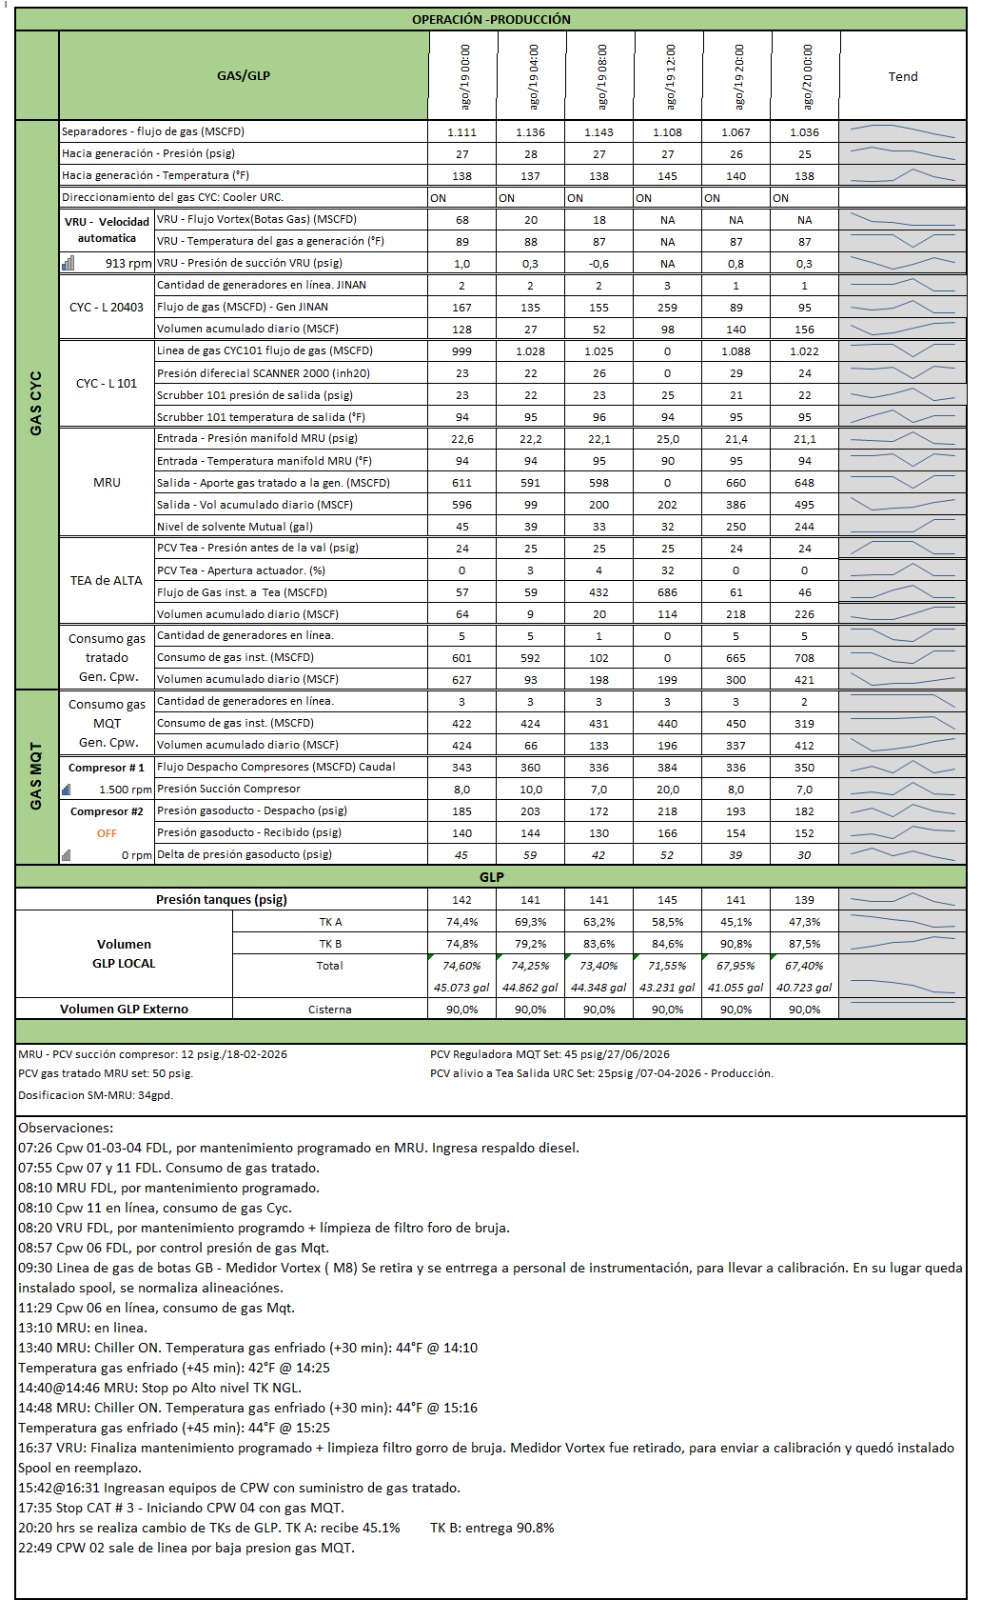 OPERACIÓN -PRODUCCIÓN
GAS/GLP ago/19 00:00 ago/19 04:00 ago/19 08:00 ago/19 12:00 ago/19 20:00 ago/20 00:00 Tend
GAS CYC
Separadores - flujo de gas (MSCFD) 1.111 1.136 1.143 1.108 1.067 1.036
Hacia generación - Presión (psig) 27 28 27 27 26 25
Hacia generación - Temperatura (°F) 138 137 138 145 140 138
Direccionamiento del gas CYC: Cooler URC. ON ON ON ON ON ON
VRU - Velocidad automatica
VRU - Flujo Vortex(Botas Gas) (MSCFD) 68 20 18 NA NA NA
VRU - Temperatura del gas a generación (°F) 89 88 87 NA 87 87
913 rpm VRU - Presión de succión VRU (psig) 1,0 0,3 -0,6 NA 0,8 0,3
CYC - L 20403
Cantidad de generadores en línea. JINAN 2 2 2 3 1 1
Flujo de gas (MSCFD) - Gen JINAN 167 135 155 259 89 95
Volumen acumulado diario (MSCF) 128 27 52 98 140 156
CYC - L 101
Linea de gas CYC101 flujo de gas (MSCFD) 999 1.028 1.025 0 1.088 1.022
Presión diferecial SCANNER 2000 (inh20) 23 22 26 0 29 24
Scrubber 101 presión de salida (psig) 23 22 23 25 21 22
Scrubber 101 temperatura de salida (°F) 94 95 96 94 95 95
MRU
Entrada - Presión manifold MRU (psig) 22,6 22,2 22,1 25,0 21,4 21,1
Entrada - Temperatura manifold MRU (°F) 94 94 95 90 95 94
Salida - Aporte gas tratado a la gen. (MSCFD) 611 591 598 0 660 648
Salida - Vol acumulado diario (MSCF) 596 99 200 202 386 495
Nivel de solvente Mutual (gal) 45 39 33 32 250 244
TEA de ALTA
PCV Tea - Presión antes de la val (psig) 24 25 25 25 24 24
PCV Tea - Apertura actuador. (%) 0 3 4 32 0 0
Flujo de Gas inst. a Tea (MSCFD) 57 59 432 686 61 46
Volumen acumulado diario (MSCF) 64 9 20 114 218 226
Consumo gas tratado Gen. Cpw.
Cantidad de generadores en línea. 5 5 1 0 5 5
Consumo de gas inst. (MSCFD) 601 592 102 0 665 708
Volumen acumulado diario (MSCF) 627 93 198 199 300 421
GAS MQT
Consumo gas MQT Gen. Cpw.
Cantidad de generadores en línea. 3 3 3 3 3 2
Consumo de gas inst. (MSCFD) 422 424 431 440 450 319
Volumen acumulado diario (MSCF) 424 66 133 196 337 412
Compresor # 1 Flujo Despacho Compresores (MSCFD) Caudal 343 360 336 384 336 350
1.500 rpm Presión Succión Compresor 8,0 10,0 7,0 20,0 8,0 7,0
Compresor #2 Presión gasoducto - Despacho (psig) 185 203 172 218 193 182
OFF Presión gasoducto - Recibido (psig) 140 144 130 166 154 152
0 rpm Delta de presión gasoducto (psig) 45 59 42 52 39 30
GLP
Presión tanques (psig) 142 141 141 145 141 139
Volumen GLP LOCAL
TK A 74,4% 69,3% 63,2% 58,5% 45,1% 47,3%
TK B 74,8% 79,2% 83,6% 84,6% 90,8% 87,5%
Total 74,60% 74,25% 73,40% 71,55% 67,95% 67,40%
45.073 gal 44.862 gal 44.348 gal 43.231 gal 41.055 gal 40.723 gal
Volumen GLP Externo Cisterna 90,0% 90,0% 90,0% 90,0% 90,0% 90,0%
MRU - PCV succión compresor: 12 psig./18-02-2026 PCV Reguladora MQT Set: 45 psig/27/06/2026
PCV gas tratado MRU set: 50 psig. PCV alivio a Tea Salida URC Set: 25psig /07-04-2026 - Producción.
Dosificacion SM-MRU: 34gpd.
Observaciones:
07:26 Cpw 01-03-04 FDL, por mantenimiento programado en MRU. Ingresa respaldo diesel.
07:55 Cpw 07 y 11 FDL. Consumo de gas tratado.
08:10 MRU FDL, por mantenimiento programado.
08:10 Cpw 11 en línea, consumo de gas Cyc.
08:20 VRU FDL, por mantenimiento programdo + límpieza de filtro foro de bruja.
08:57 Cpw 06 FDL, por control presión de gas Mqt.
09:30 Linea de gas de botas GB - Medidor Vortex ( M8) Se retira y se entrrega a personal de instrumentación, para llevar a calibración. En su lugar queda
instalado spool, se normaliza alineaciónes.
11:29 Cpw 06 en línea, consumo de gas Mqt.
13:10 MRU: en linea.
13:40 MRU: Chiller ON. Temperatura gas enfriado (+30 min): 44°F @ 14:10
Temperatura gas enfriado (+45 min): 42°F @ 14:25
14:40@14:46 MRU: Stop po Alto nivel TK NGL.
14:48 MRU: Chiller ON. Temperatura gas enfriado (+30 min): 44°F @ 15:16
Temperatura gas enfriado (+45 min): 44°F @ 15:25
16:37 VRU: Finaliza mantenimiento programado + limpieza filtro gorro de bruja. Medidor Vortex fue retirado, para enviar a calibración y quedó instalado
Spool en reemplazo.
15:42@16:31 Ingreasan equipos de CPW con suministro de gas tratado.
17:35 Stop CAT # 3 - Iniciando CPW 04 con gas MQT.
20:20 hrs se realiza cambio de TKs de GLP. TK A: recibe 45.1% TK B: entrega 90.8%
22:49 CPW 02 sale de linea por baja presion gas MQT.